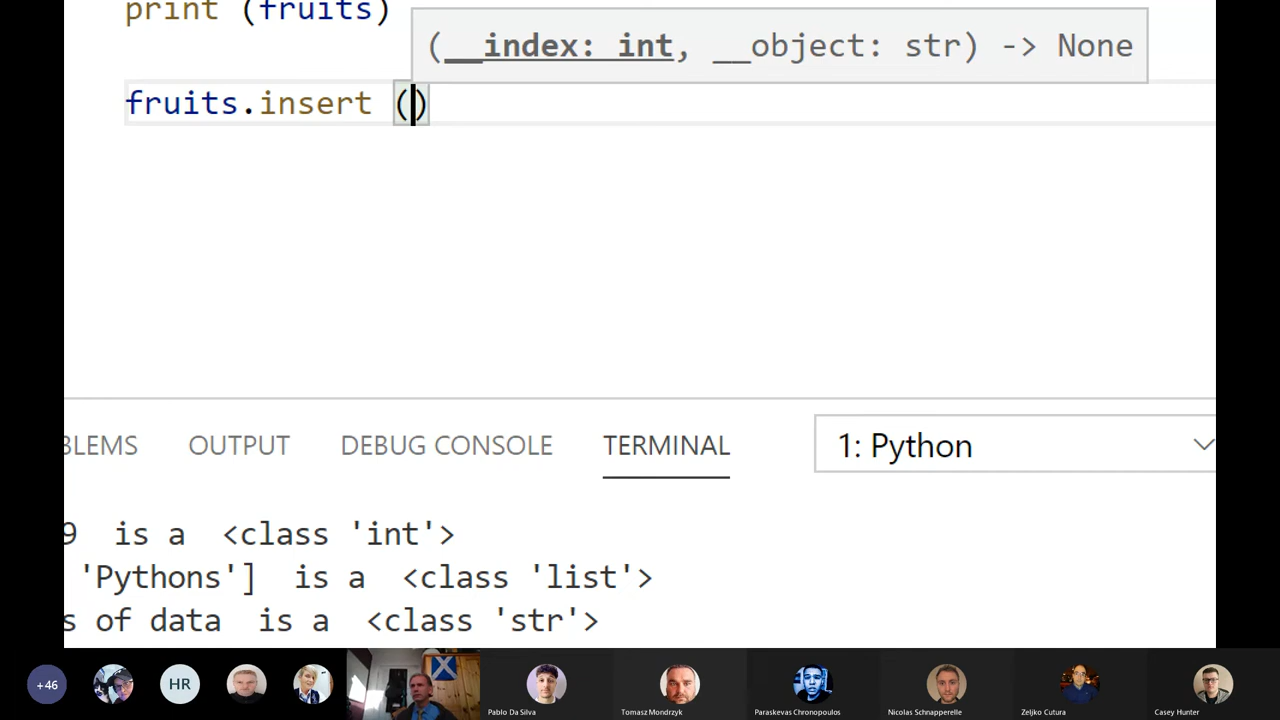 print (fruits)
(__index: int, __object: str) -> None
fruits.insert ()
BLEMS OUTPUT DEBUG CONSOLE TERMINAL 1: Python
9 is a <class 'int'>
'Pythons'] is a <class 'list'>
s of data is a <class 'str'>
+46 HR
Pablo Da Silva Tomasz Mondrzyk Paraskevas Chronopoulos Nicolas Schnapperelle Zeljko Cutura Casey Hunter